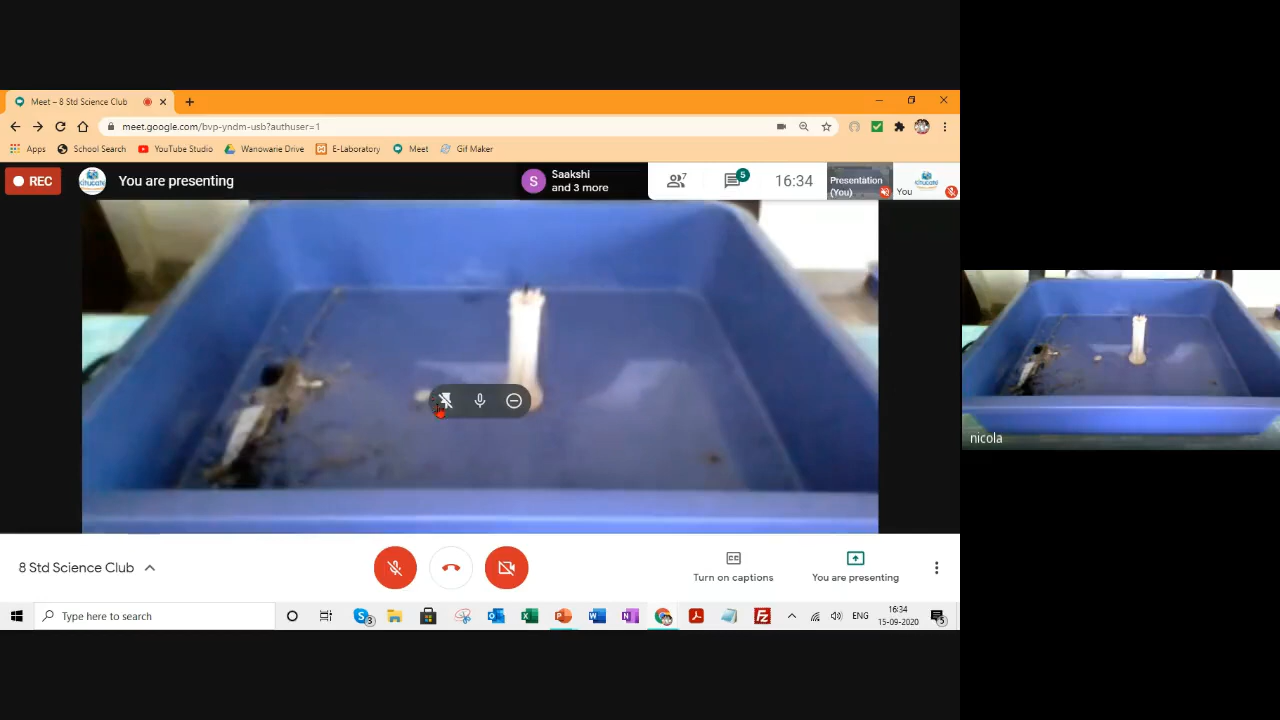 Meet – 8 Std Science Club
meet.google.com/bvp-yndm-usb?authuser=1
Apps School Search YouTube Studio Wanowarie Drive E-Laboratory Meet Gif Maker
REC You are presenting
S Saakshi and 3 more
7 5 16:34
Presentation (You)
You
nicola
8 Std Science Club
Turn on captions
You are presenting
Type here to search
3
ENG
16:34
15-09-2020
5